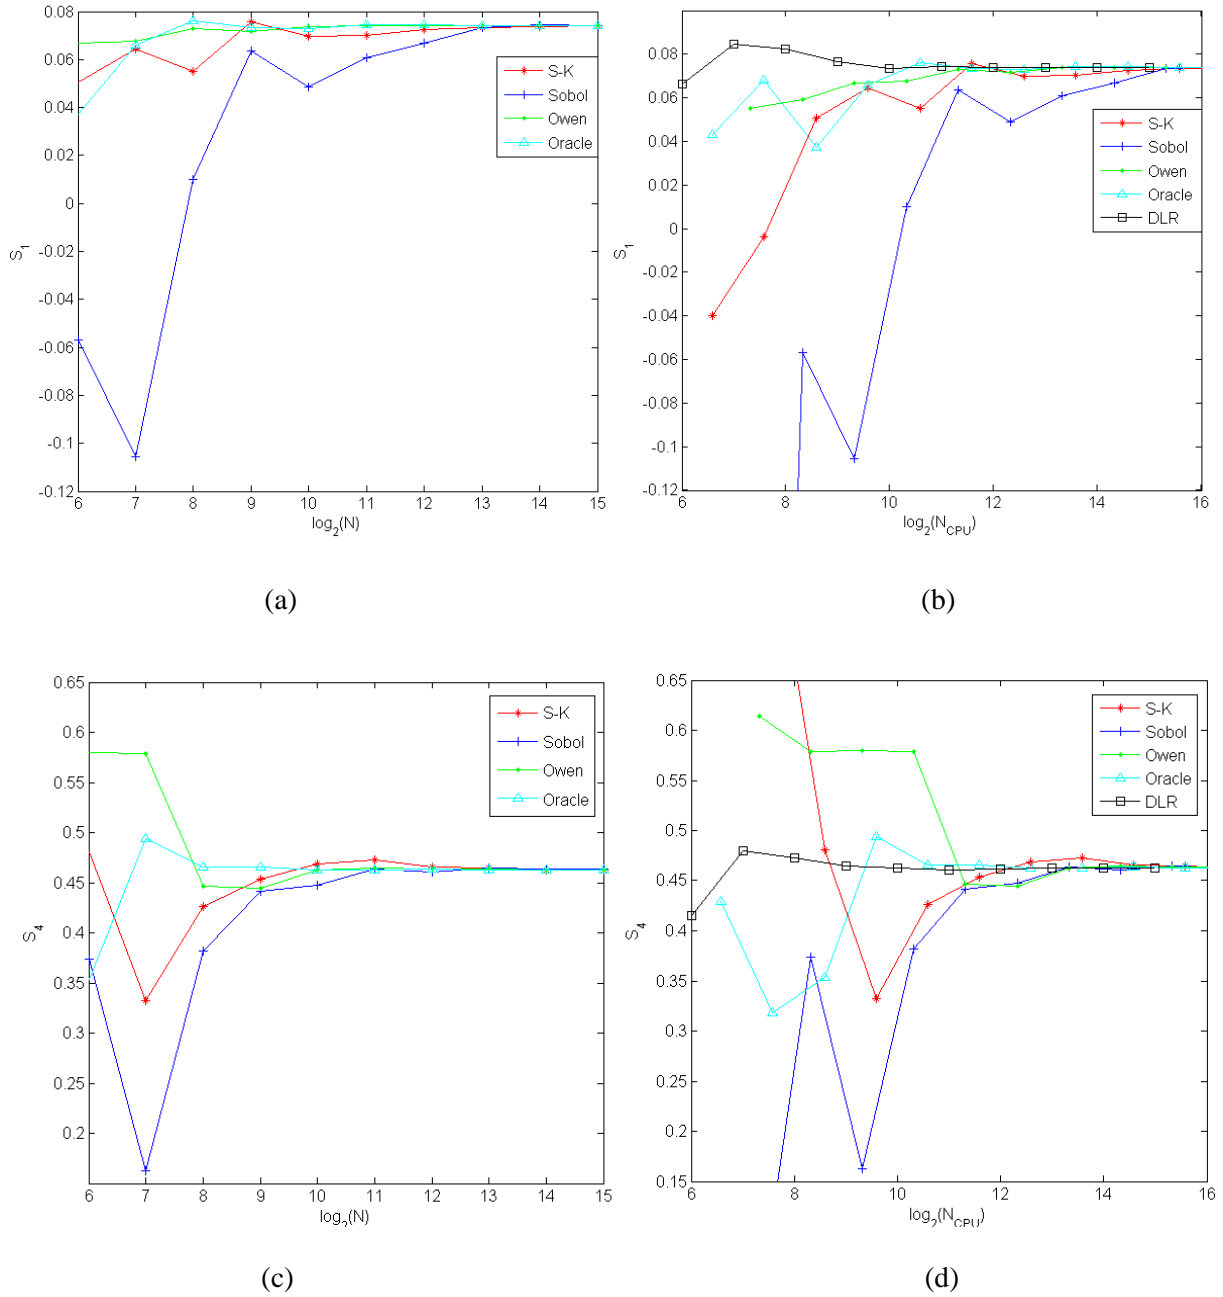 0.08
0.06
0.04
0.02
0
-0.02
-0.04
-0.06
-0.08
-0.1
-0.12
S1
6 7 8 9 10 11 12 13 14 15
log2(N)
S-K
Sobol
Owen
Oracle
(a)
0.1
0.08
0.06
0.04
0.02
0
-0.02
-0.04
-0.06
-0.08
-0.1
-0.12
S1
6 8 10 12 14 16
log2(NCPU)
S-K
Sobol
Owen
Oracle
DLR
(b)
0.65
0.6
0.55
0.5
0.45
0.4
0.35
0.3
0.25
0.2
S4
6 7 8 9 10 11 12 13 14 15
log2(N)
S-K
Sobol
Owen
Oracle
(c)
0.65
0.6
0.55
0.5
0.45
0.4
0.35
0.3
0.25
0.2
0.15
S4
6 8 10 12 14 16
log2(NCPU)
S-K
Sobol
Owen
Oracle
DLR
(d)